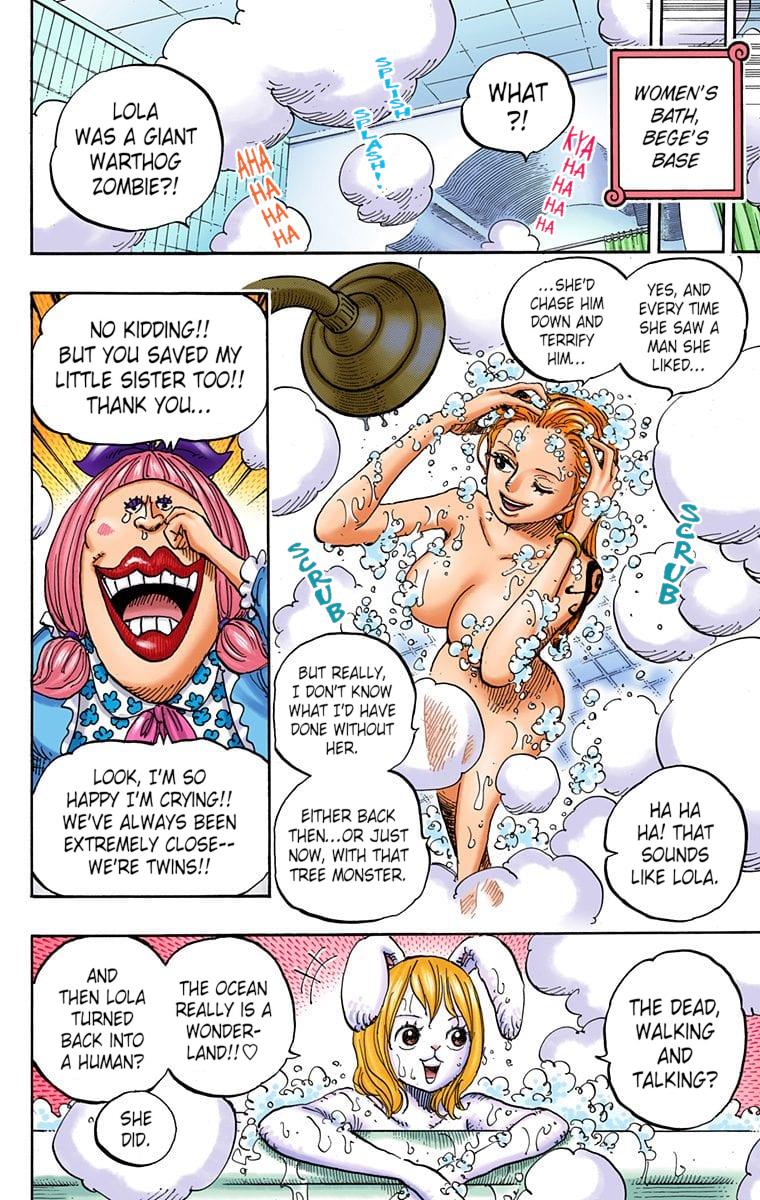 WOMEN'S
BATH,
BEGE'S
BASE
WHAT
?!
KYA
HA
HA
HA
HA
SPLISH
SPLASH!
LOLA
WAS A GIANT
WARTHOG
ZOMBIE?!
AHA
HA
HA
HA
YES, AND
EVERY TIME
SHE SAW A
MAN SHE
LIKED...
...SHE'D
CHASE HIM
DOWN AND
TERRIFY
HIM...
SCRUB
SCRUB
HA HA
HA! THAT
SOUNDS
LIKE LOLA.
BUT REALLY,
I DON'T KNOW
WHAT I'D HAVE
DONE WITHOUT
HER.
EITHER BACK
THEN...OR JUST
NOW, WITH THAT
TREE MONSTER.
NO KIDDING!!
BUT YOU SAVED MY
LITTLE SISTER TOO!!
THANK YOU...
LOOK, I'M SO
HAPPY I'M CRYING!!
WE'VE ALWAYS BEEN
EXTREMELY CLOSE--
WE'RE TWINS!!
THE DEAD,
WALKING
AND
TALKING?
THE OCEAN
REALLY IS A
WONDER-
LAND!!♡
AND
THEN LOLA
TURNED
BACK INTO
A HUMAN?
SHE
DID.